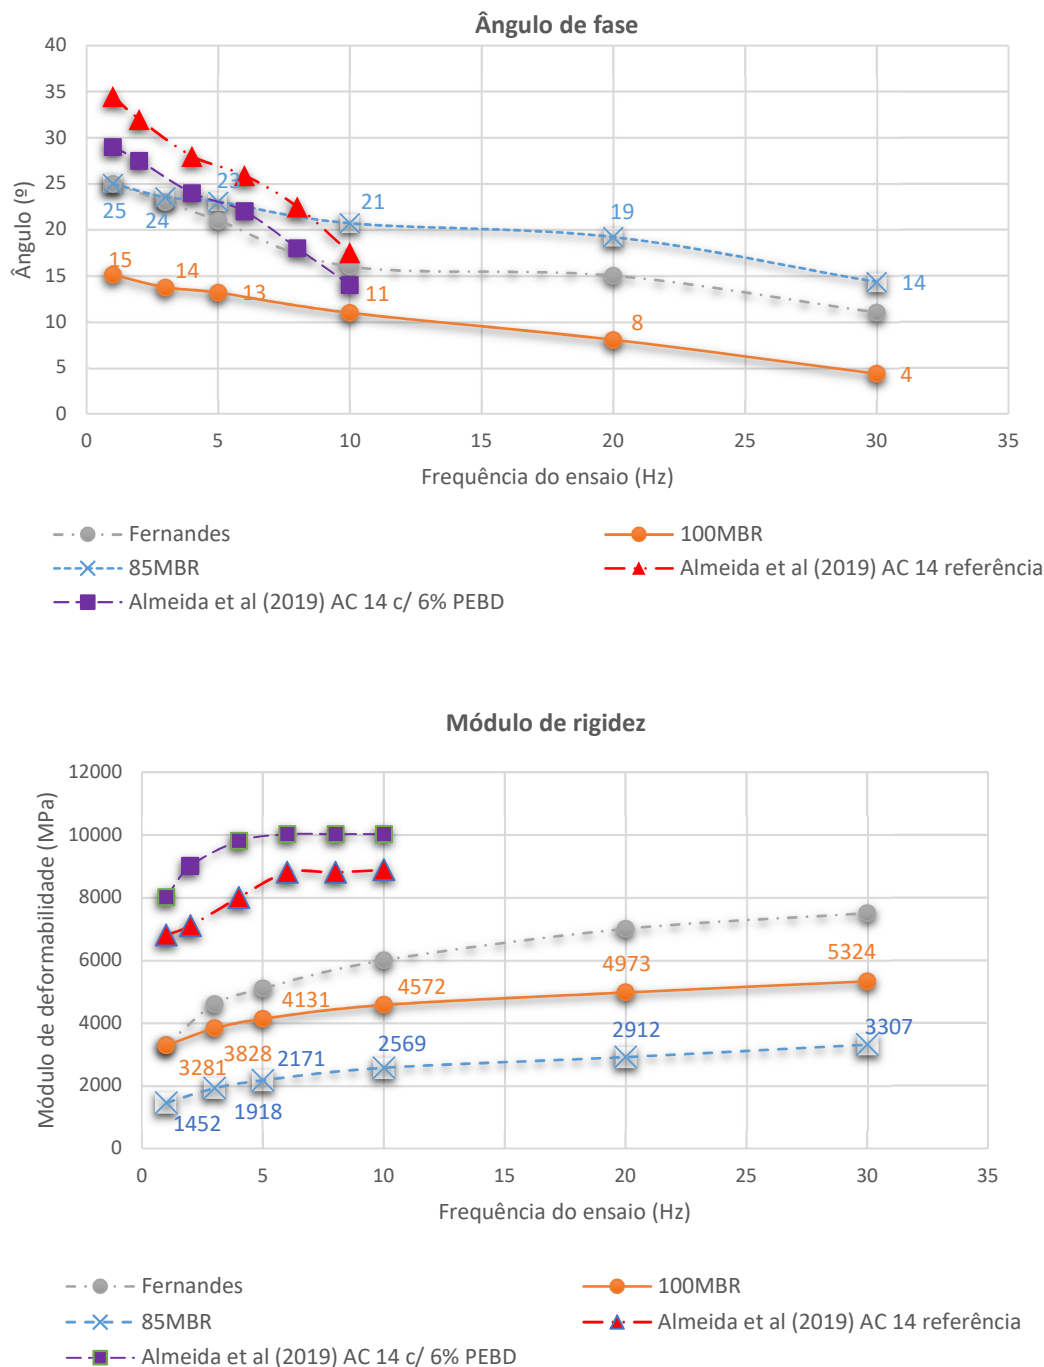 Ângulo de fase
40
35
30
25
20
15
10
5
0
Ângulo (º)
25
24
23
21
19
14
15
14
13
11
8
4
0 5 10 15 20 25 30 35
Frequência do ensaio (Hz)
Fernandes 100MBR
85MBR Almeida et al (2019) AC 14 referência
Almeida et al (2019) AC 14 c/ 6% PEBD
Módulo de rigidez
12000
10000
8000
6000
4000
2000
0
Módulo de deformabilidade (MPa)
3281
3828
4131
4572
4973
5324
1452
1918
2171
2569
2912
3307
0 5 10 15 20 25 30 35
Frequência do ensaio (Hz)
Fernandes 100MBR
85MBR Almeida et al (2019) AC 14 referência
Almeida et al (2019) AC 14 c/ 6% PEBD